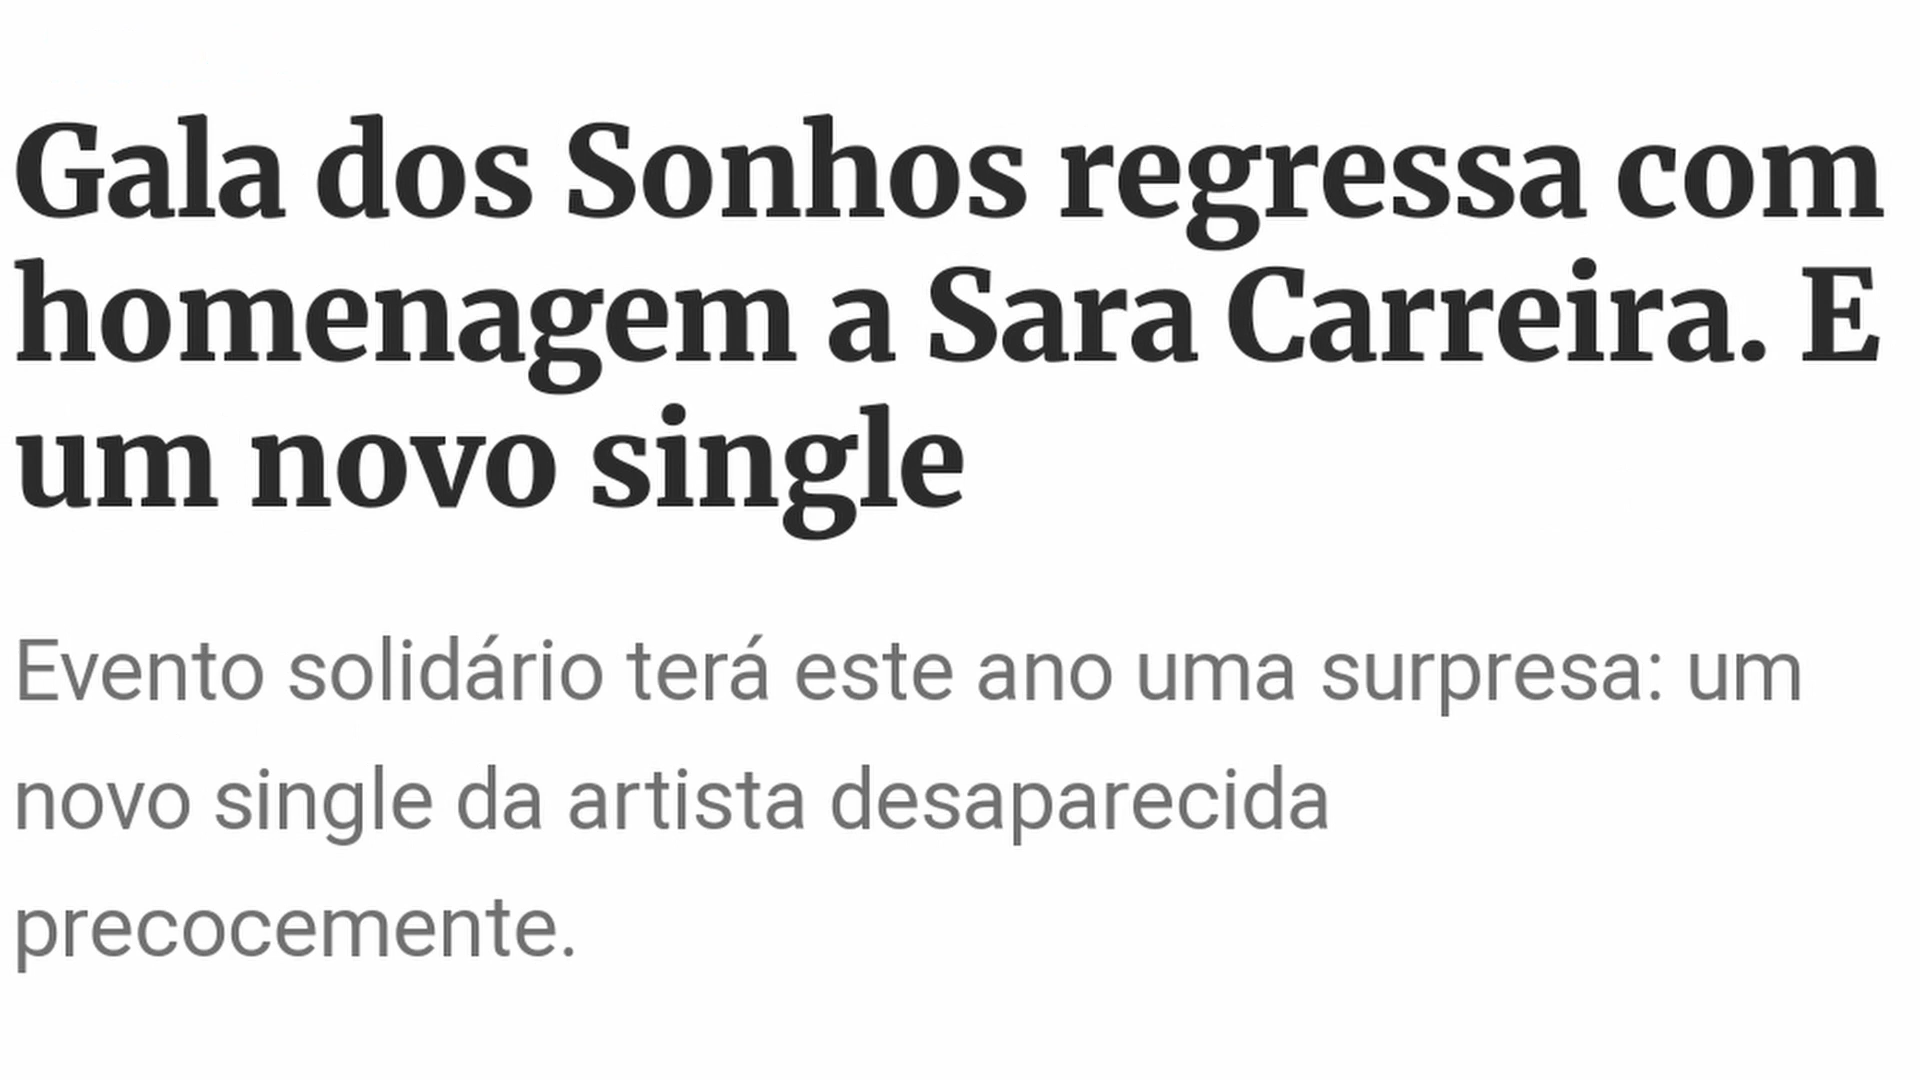 Gala dos Sonhos regressa com
homenagem a Sara Carreira. E
um novo single
Evento solidário terá este ano uma surpresa: um
novo single da artista desaparecida
precocemente.